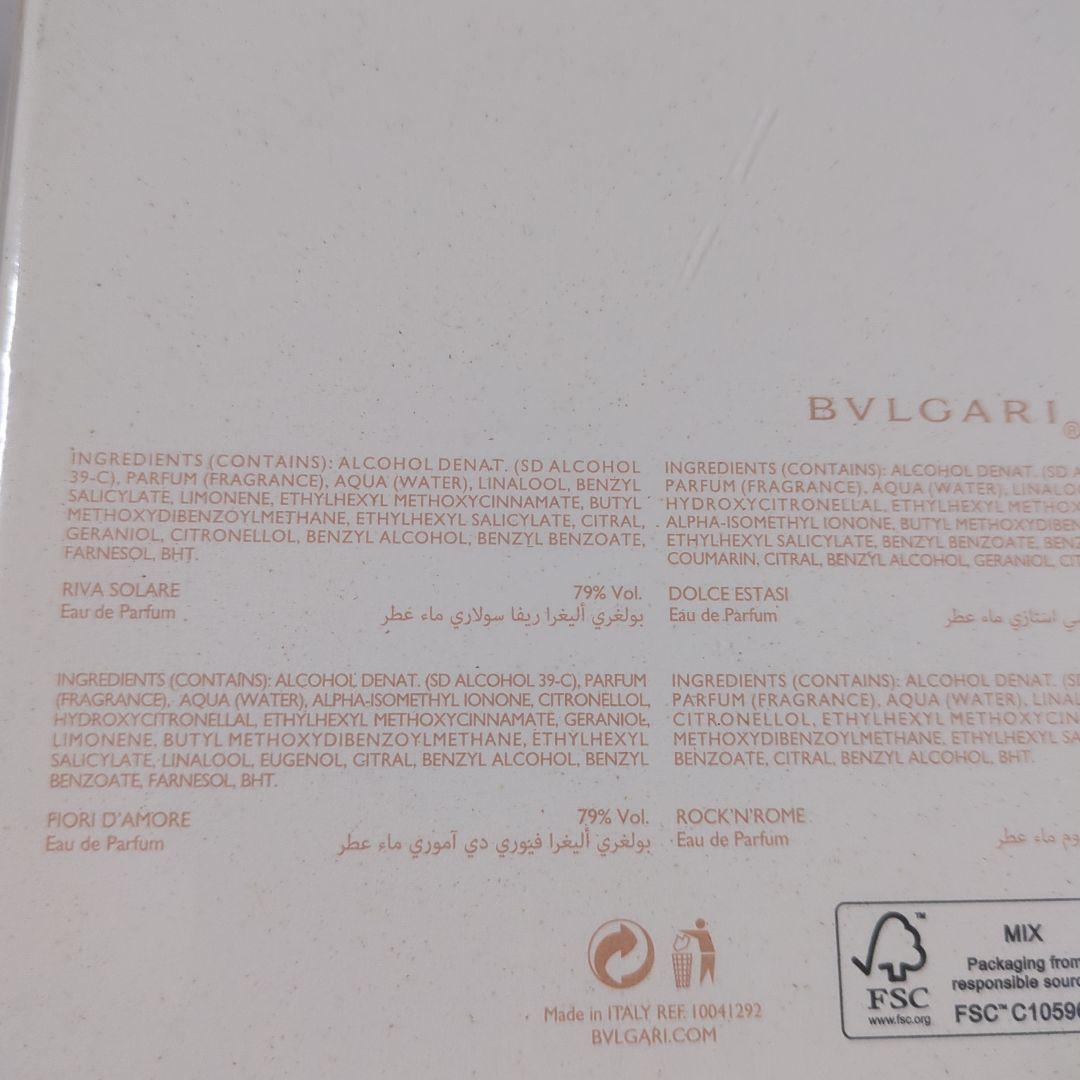 BVLGARI®
INGREDIENTS (CONTAINS): ALCOHOL DENAT. (SD ALCOHOL
39-C), PARFUM (FRAGRANCE), AQUA (WATER), LINALOOL, BENZYL
SALICYLATE, LIMONENE, ETHYLHEXYL METHOXYCINNAMATE, BUTYL
METHOXYDIBENZOYLMETHANE, ETHYLHEXYL SALICYLATE, CITRAL,
GERANIOL, CITRONELLOL, BENZYL ALCOHOL, BENZYL BENZOATE,
FARNESOL, BHT.
RIVA SOLARE 79% Vol.
Eau de Parfum بولغري أليغرا ريفا سولاري ماء عطر
INGREDIENTS (CONTAINS): ALCOHOL DENAT. (SD
PARFUM (FRAGRANCE), AQUA (WATER),
HYDROXYCITRONELLAL, ETHYLHEXYL
ALPHA-ISOMETHYL IONONE, BUTYL
ETHYLHEXYL SALICYLATE, BENZYL BENZOATE,
COUMARIN, CITRAL, BENZYL ALCOHOL, GERANIOL,
DOLCE ESTASI
Eau de Parfum ماء عطر
INGREDIENTS (CONTAINS): ALCOHOL DENAT. (SD ALCOHOL 39-C), PARFUM
(FRAGRANCE), AQUA (WATER), ALPHA-ISOMETHYL IONONE, CITRONELLOL,
HYDROXYCITRONELLAL, ETHYLHEXYL METHOXYCINNAMATE, GERANIOL,
LIMONENE, BUTYL METHOXYDIBENZOYLMETHANE, ETHYLHEXYL
SALICYLATE, LINALOOL, EUGENOL, CITRAL, BENZYL ALCOHOL, BENZYL
BENZOATE, FARNESOL, BHT.
FIORI D'AMORE 79% Vol.
Eau de Parfum بولغري أليغرا فيوري دي آموري ماء عطر
INGREDIENTS (CONTAINS): ALCOHOL DENAT.
PARFUM (FRAGRANCE), AQUA (WATER),
CITRONELLOL, ETHYLHEXYL
METHOXYDIBENZOYLMETHANE, ETHYLHEXYL
BENZOATE, CITRAL, BENZYL ALCOHOL, BHT.
ROCK'N'ROME
Eau de Parfum ماء عطر
Made in ITALY REF. 10041292
BVLGARI.COM
FSC™
www.fsc.org
MIX
Packaging from
responsible
FSC™ C10596